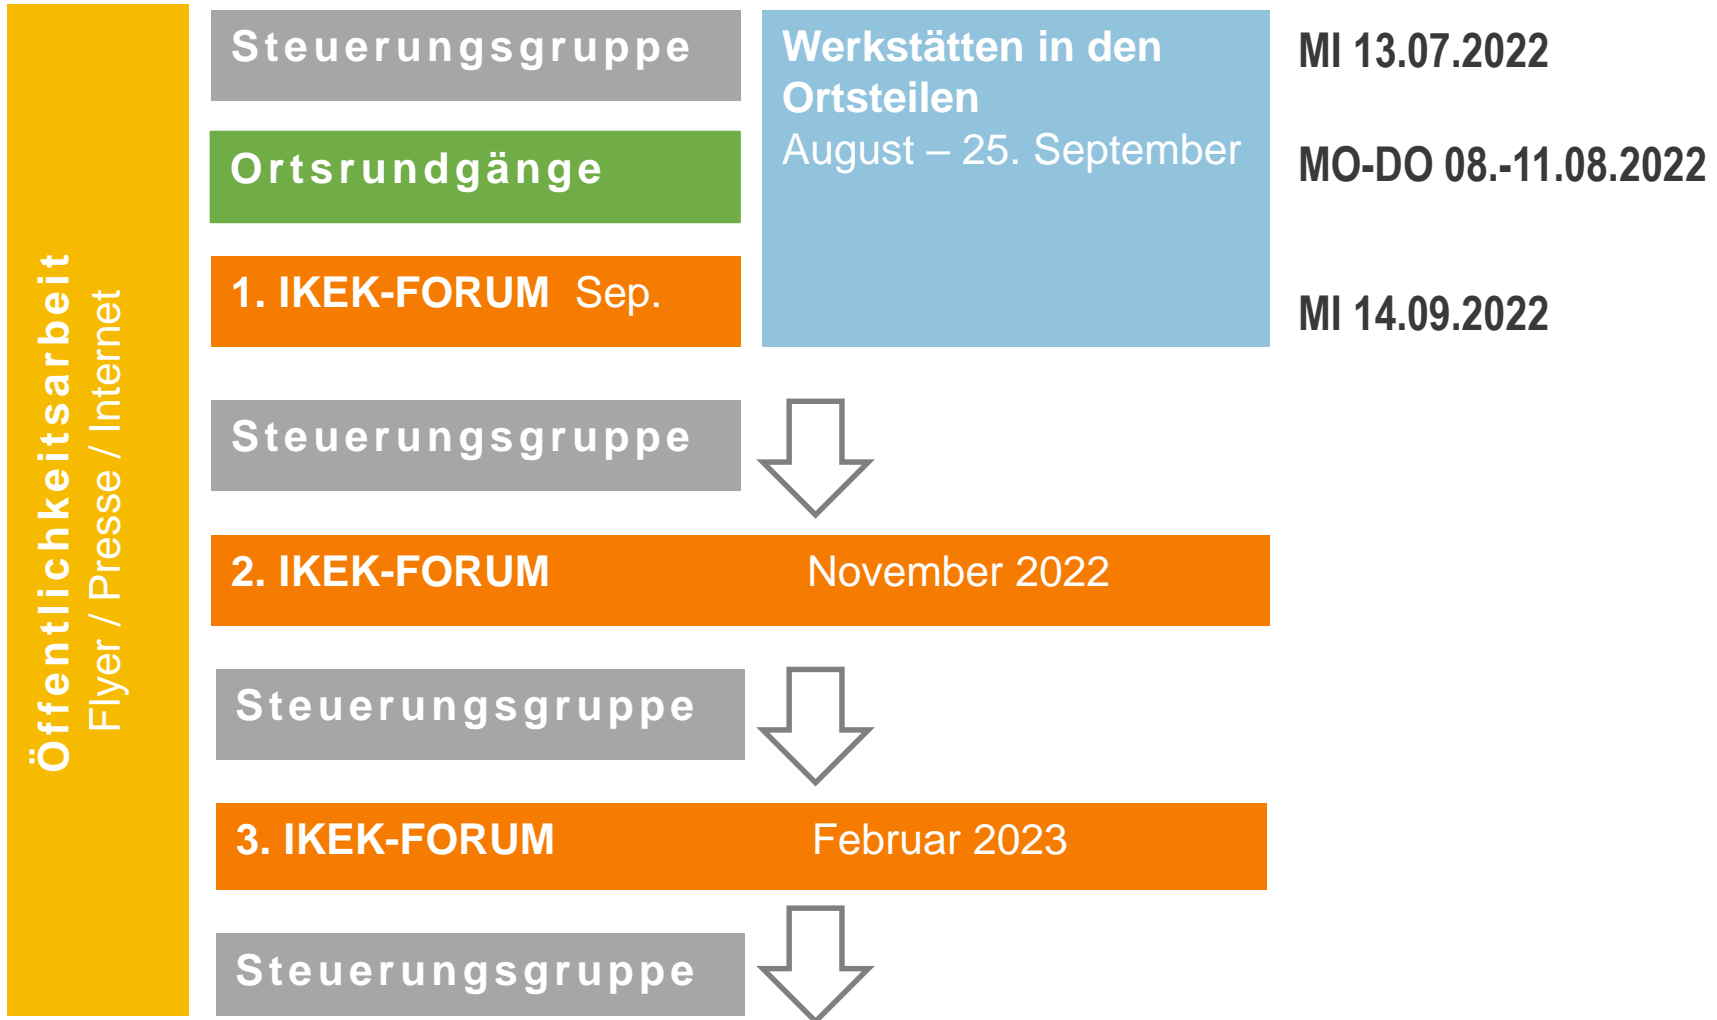 Öffentlichkeitsarbeit
Flyer / Presse / Internet
Steuerungsgruppe
Werkstätten in den
Ortsteilen
August – 25. September
MI 13.07.2022
Ortsrundgänge
MO-DO 08.-11.08.2022
1. IKEK-FORUM Sep.
MI 14.09.2022
Steuerungsgruppe
2. IKEK-FORUM November 2022
Steuerungsgruppe
3. IKEK-FORUM Februar 2023
Steuerungsgruppe